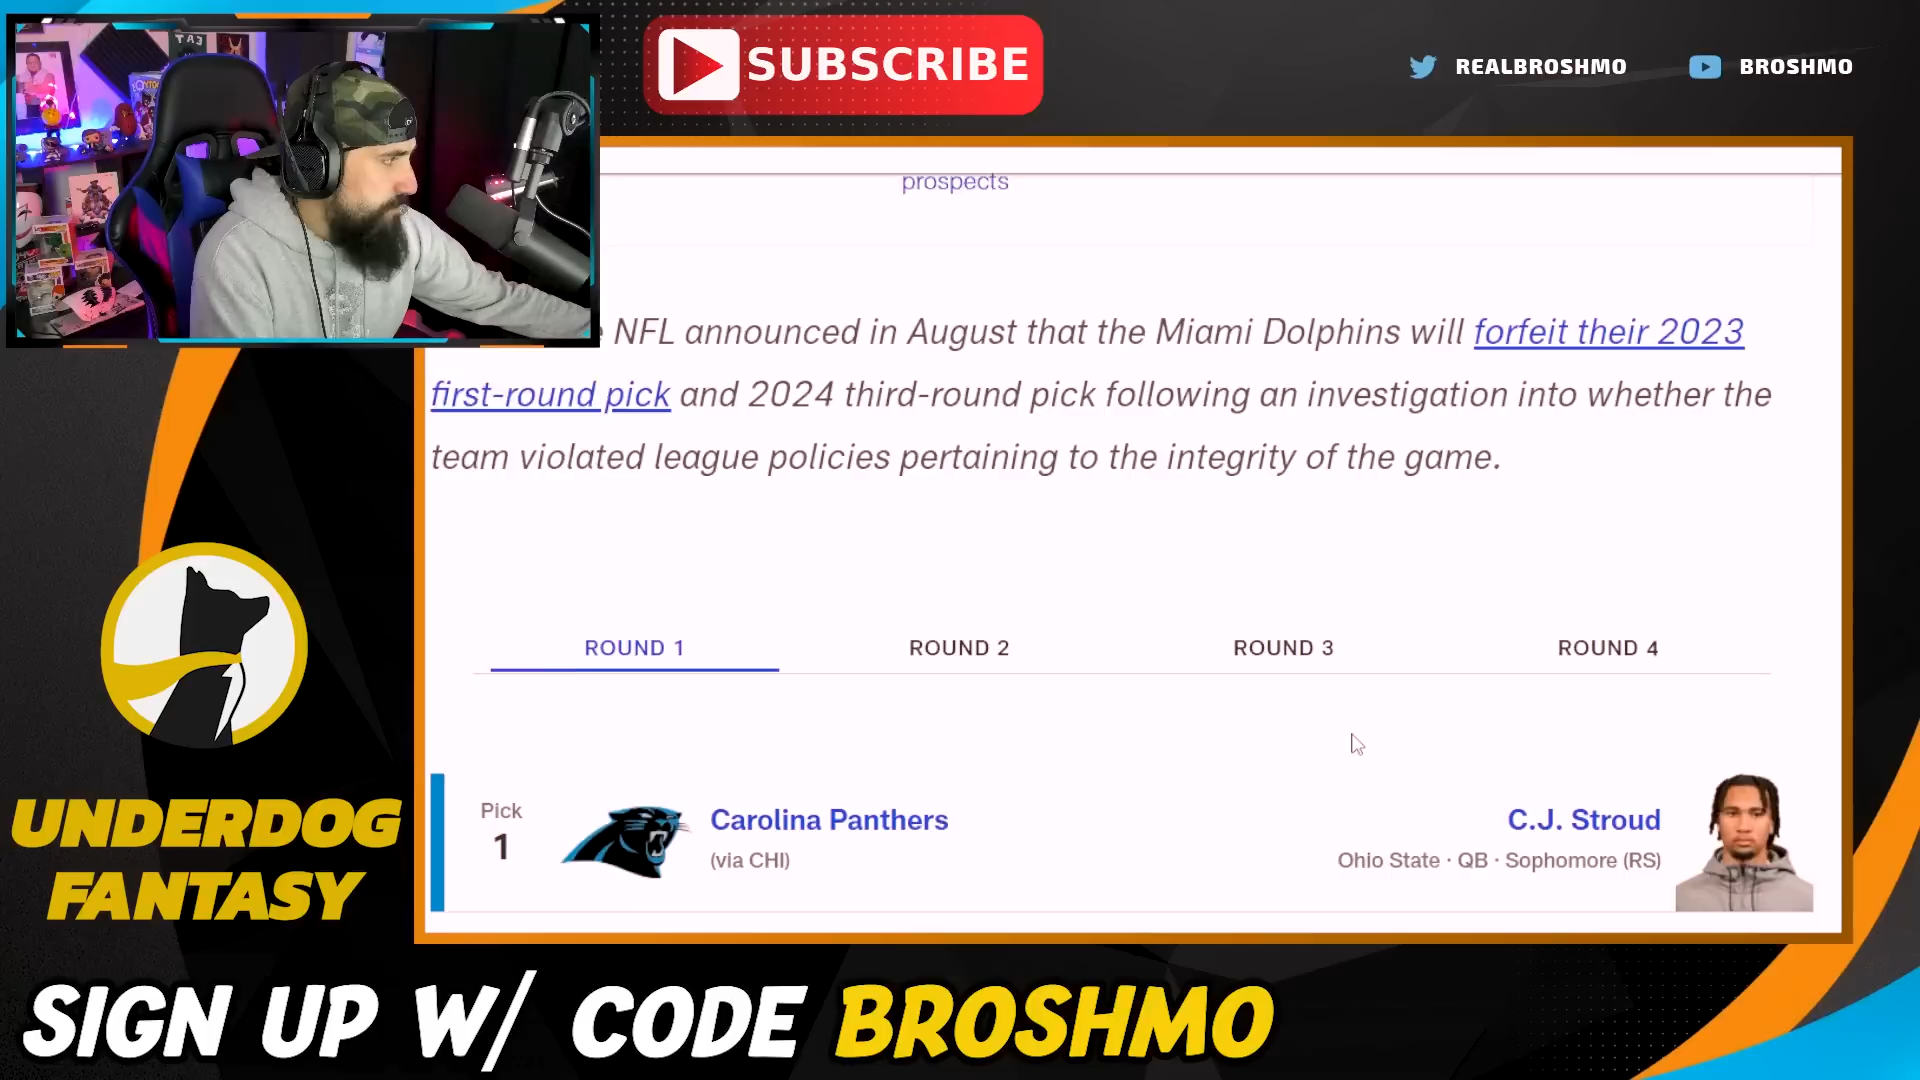 SUBSCRIBE
REALBROSHMO
BROSHMO
prospects
NFL announced in August that the Miami Dolphins will forfeit their 2023
first-round pick and 2024 third-round pick following an investigation into whether the
team violated league policies pertaining to the integrity of the game.
ROUND 1 ROUND 2 ROUND 3 ROUND 4
Pick
1
Carolina Panthers
(via CHI)
C.J. Stroud
Ohio State · QB · Sophomore (RS)
UNDERDOG
FANTASY
SIGN UP W/ CODE BROSHMO